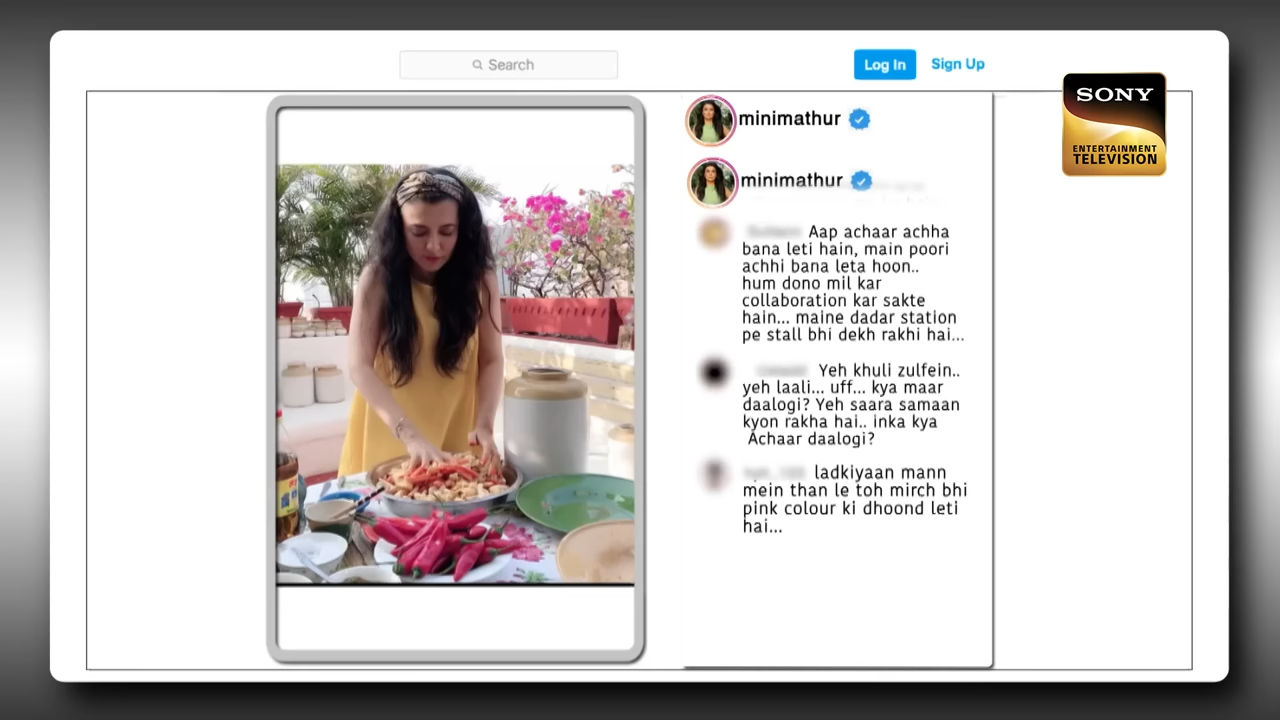 Search
Log In
Sign Up
SONY
ENTERTAINMENT
TELEVISION
minimathur
minimathur
Aap achaar achha
bana leti hain, main poori
achhi bana leta hoon..
hum dono mil kar
collaboration kar sakte
hain... maine dadar station
pe stall bhi dekh rakhi hai...
Yeh khuli zulfein..
yeh laali... uff... kya maar
daalogi? Yeh saara samaan
kyon rakha hai.. inka kya
Achaar daalogi?
ladkiyaan mann
mein than le toh mirch bhi
pink colour ki dhoond leti
hai...